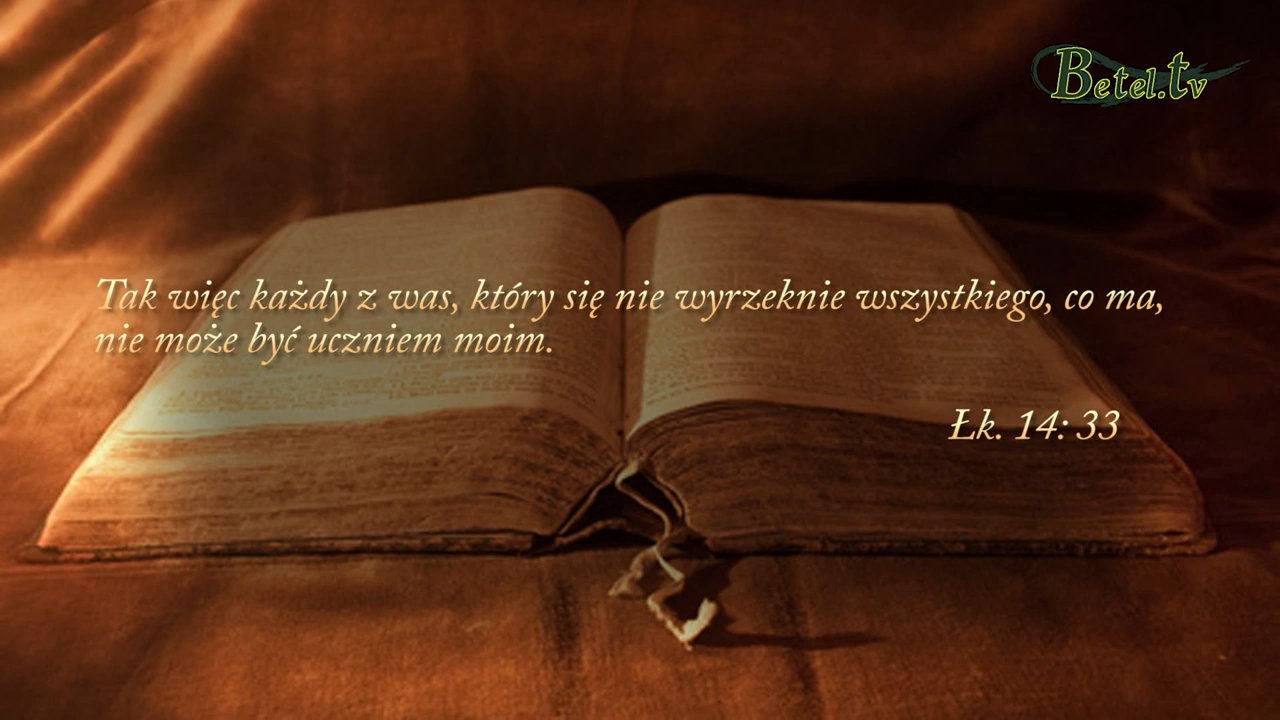 Betel.tv
Tak więc każdy z was, który się nie wyrzeknie wszystkiego, co ma,
nie może być uczniem moim.
Łk. 14: 33